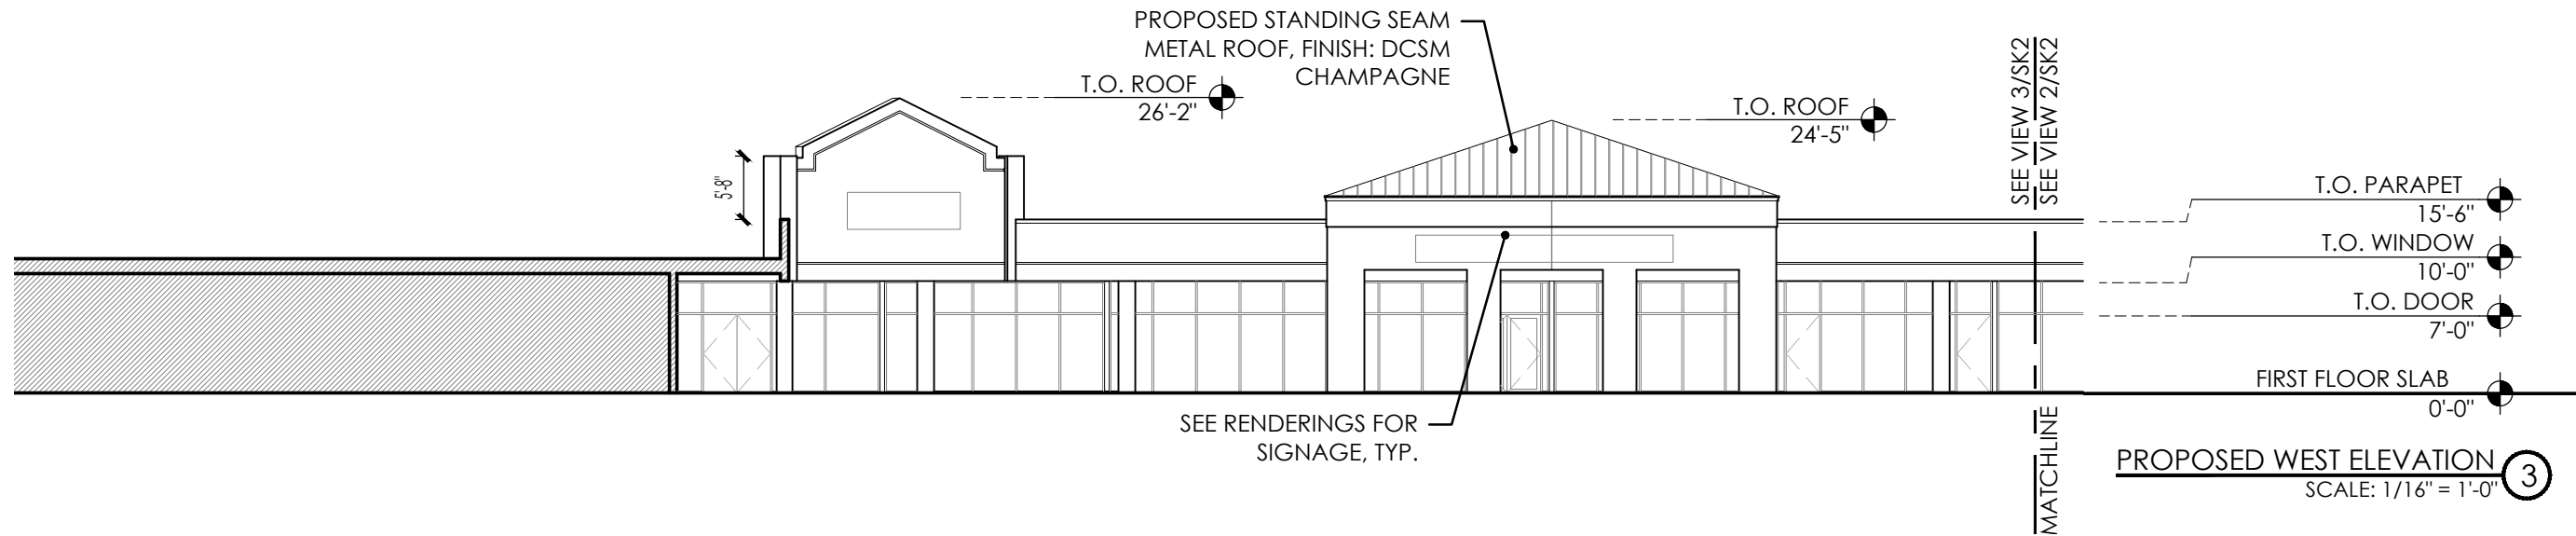 PROPOSED STANDING SEAM
METAL ROOF, FINISH: DCSM
CHAMPAGNE
T.O. ROOF
26'-2"
T.O. ROOF
24'-5"
5'-8"
SEE VIEW 3/SK2
SEE VIEW 2/SK2
T.O. PARAPET
15'-6"
T.O. WINDOW
10'-0"
T.O. DOOR
7'-0"
FIRST FLOOR SLAB
0'-0"
SEE RENDERINGS FOR
SIGNAGE, TYP.
MATCHLINE
PROPOSED WEST ELEVATION
3
SCALE: 1/16" = 1'-0"